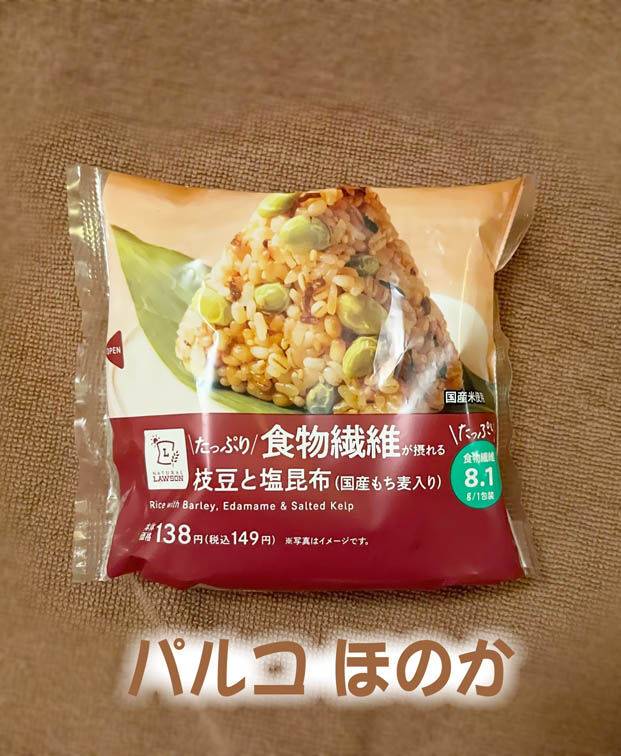 OPEN
国産米使用
NATURAL
LAWSON
\たっぷり/食物繊維が摂れる
枝豆と塩昆布(国産もち麦入り)
Rice with Barley, Edamame & Salted Kelp
本体
価格138円(税込149円) ※写真はイメージです。
\たっぷり
食物繊維
8.1
g/1包装
パルコ ほのか